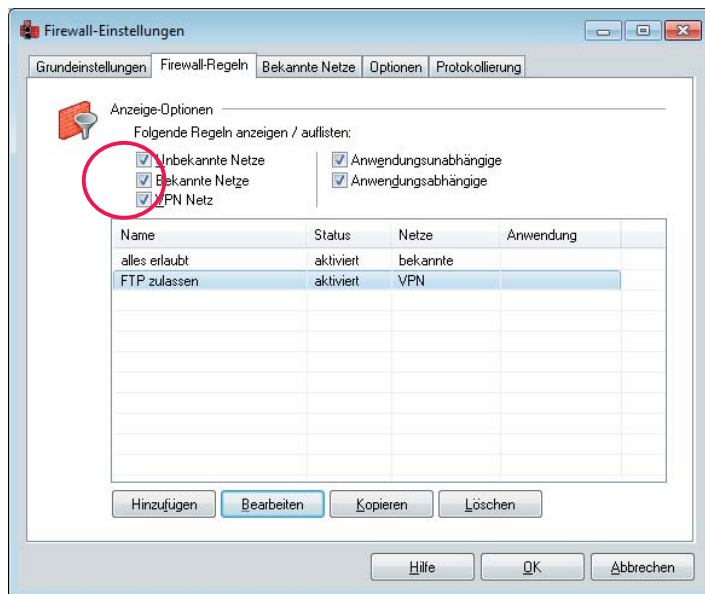 Firewall-Einstellungen
Grundeinstellungen Firewall-Regeln Bekannte Netze Optionen Protokollierung
Anzeige-Optionen
Folgende Regeln anzeigen / auflisten:
Unbekannte Netze Anwendungsunabhängige
Bekannte Netze Anwendungsabhängige
VPN Netz
Name Status Netze Anwendung
alles erlaubt aktiviert bekannte
FTP zulassen aktiviert VPN
Hinzufügen Bearbeiten Kopieren Löschen
Hilfe OK Abbrechen